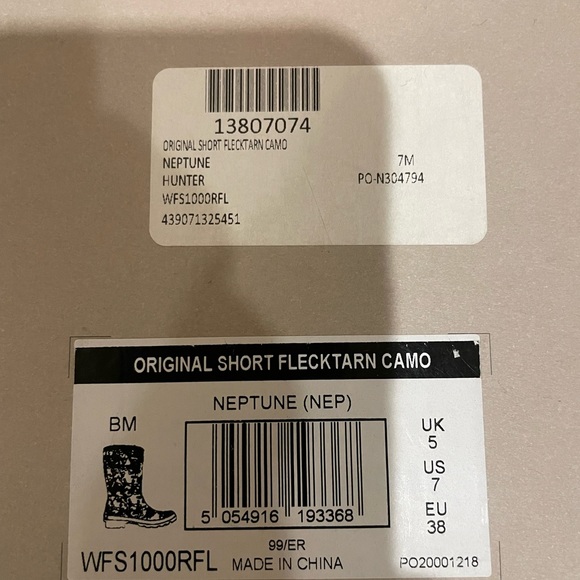 13807074
ORIGINAL SHORT FLECKTARN CAMO
NEPTUNE 7M
HUNTER PO-N304794
WFS1000RFL
439071325451
ORIGINAL SHORT FLECKTARN CAMO
NEPTUNE (NEP)
BM
UK
5
US
7
EU
38
5 054916 193368
99/ER
WFS1000RFL MADE IN CHINA PO20001218